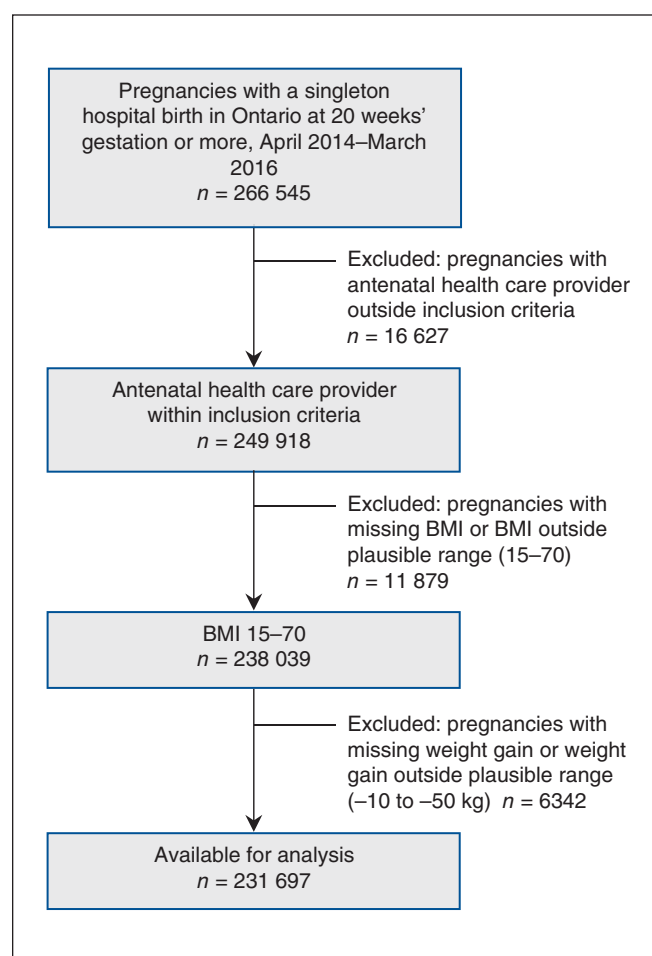 Pregnancies with a singleton
hospital birth in Ontario at 20 weeks’
gestation or more, April 2014–March
2016
n = 266 545
Excluded: pregnancies with
antenatal health care provider
outside inclusion criteria
n = 16 627
Antenatal health care provider
within inclusion criteria
n = 249 918
Excluded: pregnancies with
missing BMI or BMI outside
plausible range (15–70)
n = 11 879
BMI 15–70
n = 238 039
Excluded: pregnancies with
missing weight gain or weight
gain outside plausible range
(–10 to –50 kg) n = 6342
Available for analysis
n = 231 697